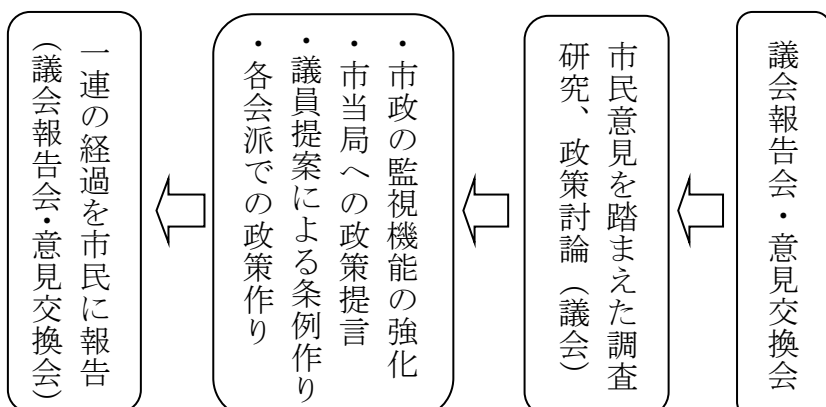 議会報告会・意見交換会
市民意見を踏まえた調査
研究、政策討論（議会）
・市政の監視機能の強化
・市当局への政策提言
・議員提案による条例作り
・各会派での政策作り
一連の経過を市民に報告
（議会報告会・意見交換会）